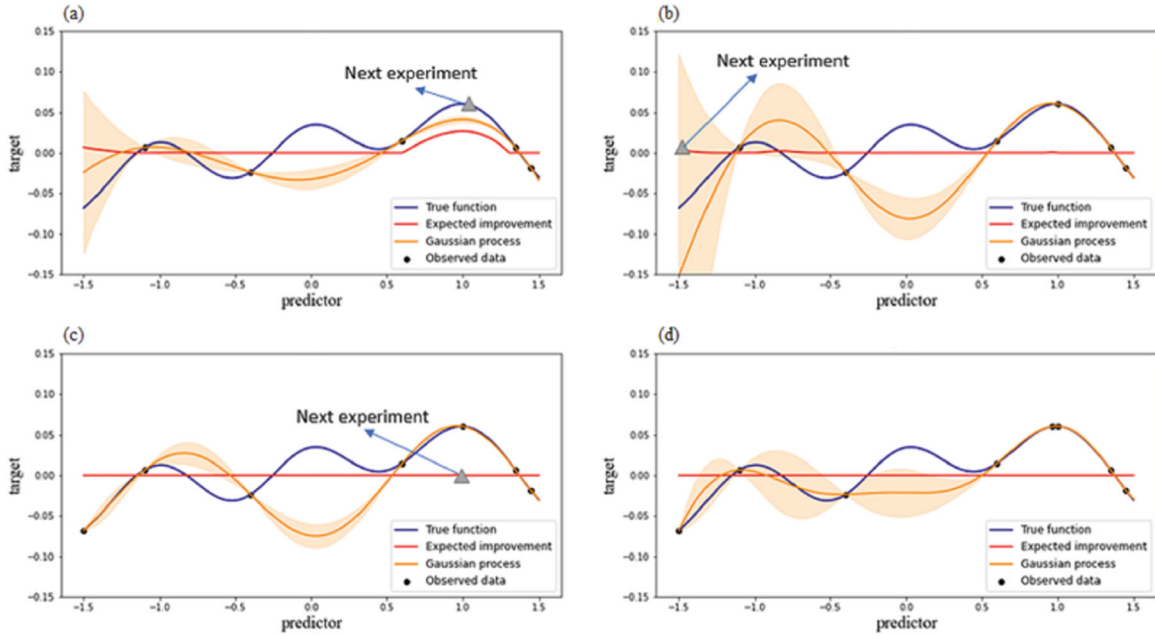 (a)
0.15
0.10
0.05
0.00
−0.05
−0.10
−0.15
target
Next experiment
True function
Expected improvement
Gaussian process
Observed data
−1.5 −1.0 −0.5 0.0 0.5 1.0 1.5
predictor
(b)
0.15
0.10
0.05
0.00
−0.05
−0.10
−0.15
target
Next experiment
True function
Expected improvement
Gaussian process
Observed data
−1.5 −1.0 −0.5 0.0 0.5 1.0 1.5
predictor
(c)
0.15
0.10
0.05
0.00
−0.05
−0.10
−0.15
target
Next experiment
True function
Expected improvement
Gaussian process
Observed data
−1.5 −1.0 −0.5 0.0 0.5 1.0 1.5
predictor
(d)
0.15
0.10
0.05
0.00
−0.05
−0.10
−0.15
target
True function
Expected improvement
Gaussian process
Observed data
−1.5 −1.0 −0.5 0.0 0.5 1.0 1.5
predictor